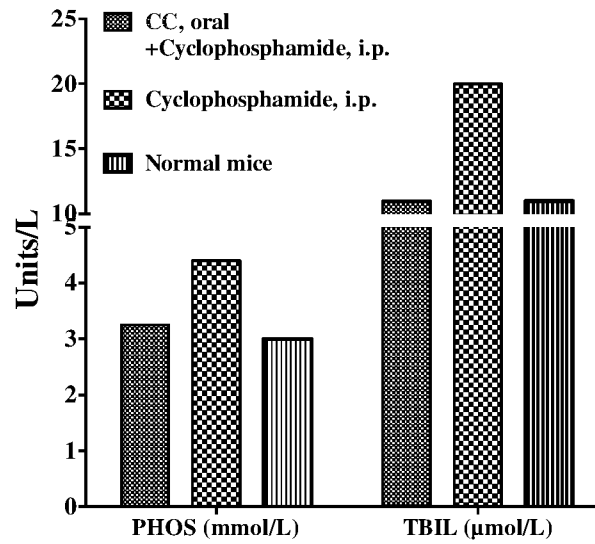 CC, oral
+Cyclophosphamide, i.p.
Cyclophosphamide, i.p.
Normal mice
Units/L
25
20
15
10
5
4
3
2
1
0
PHOS (mmol/L)
TBIL (μmol/L)